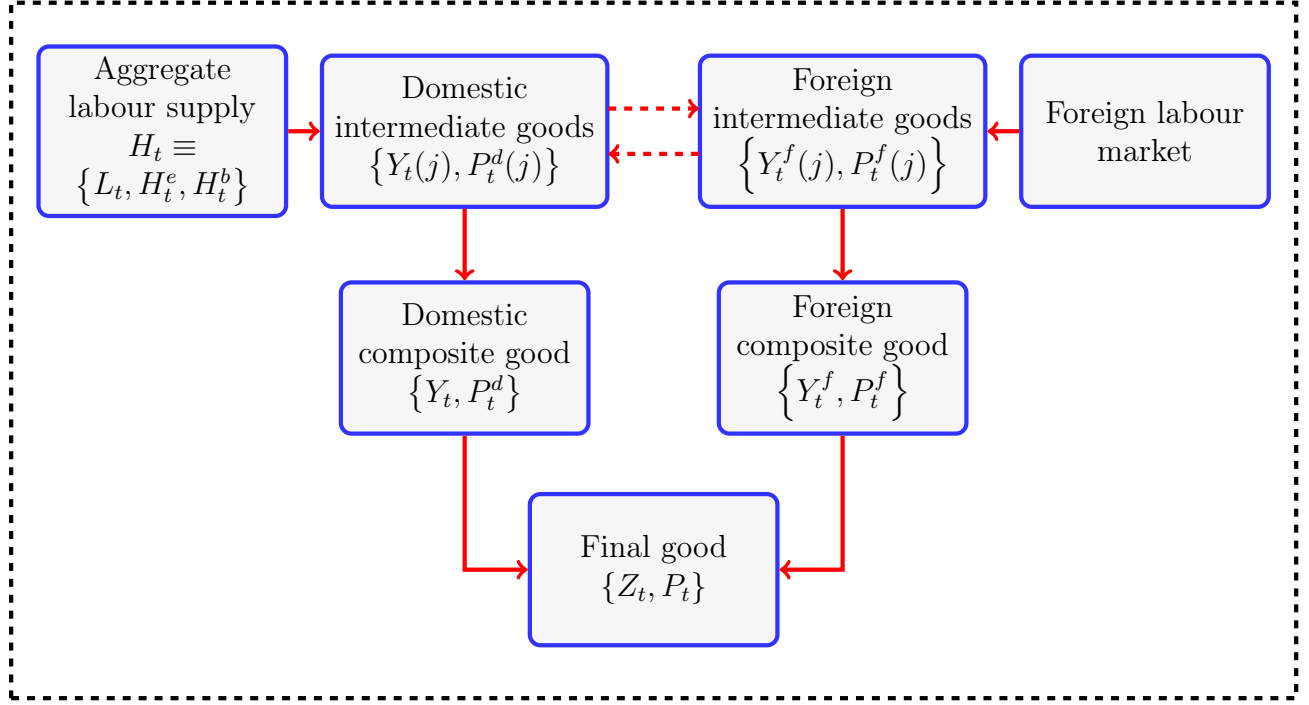 Aggregate
labour supply
$H_t \equiv$
$\{L_t, H_t^e, H_t^b\}$
Domestic
intermediate goods
$\{Y_t(j), P_t^d(j)\}$
Foreign
intermediate goods
$\{Y_t^f(j), P_t^f(j)\}$
Foreign labour
market
Domestic
composite good
$\{Y_t, P_t^d\}$
Foreign
composite good
$\{Y_t^f, P_t^f\}$
Final good
$\{Z_t, P_t\}$